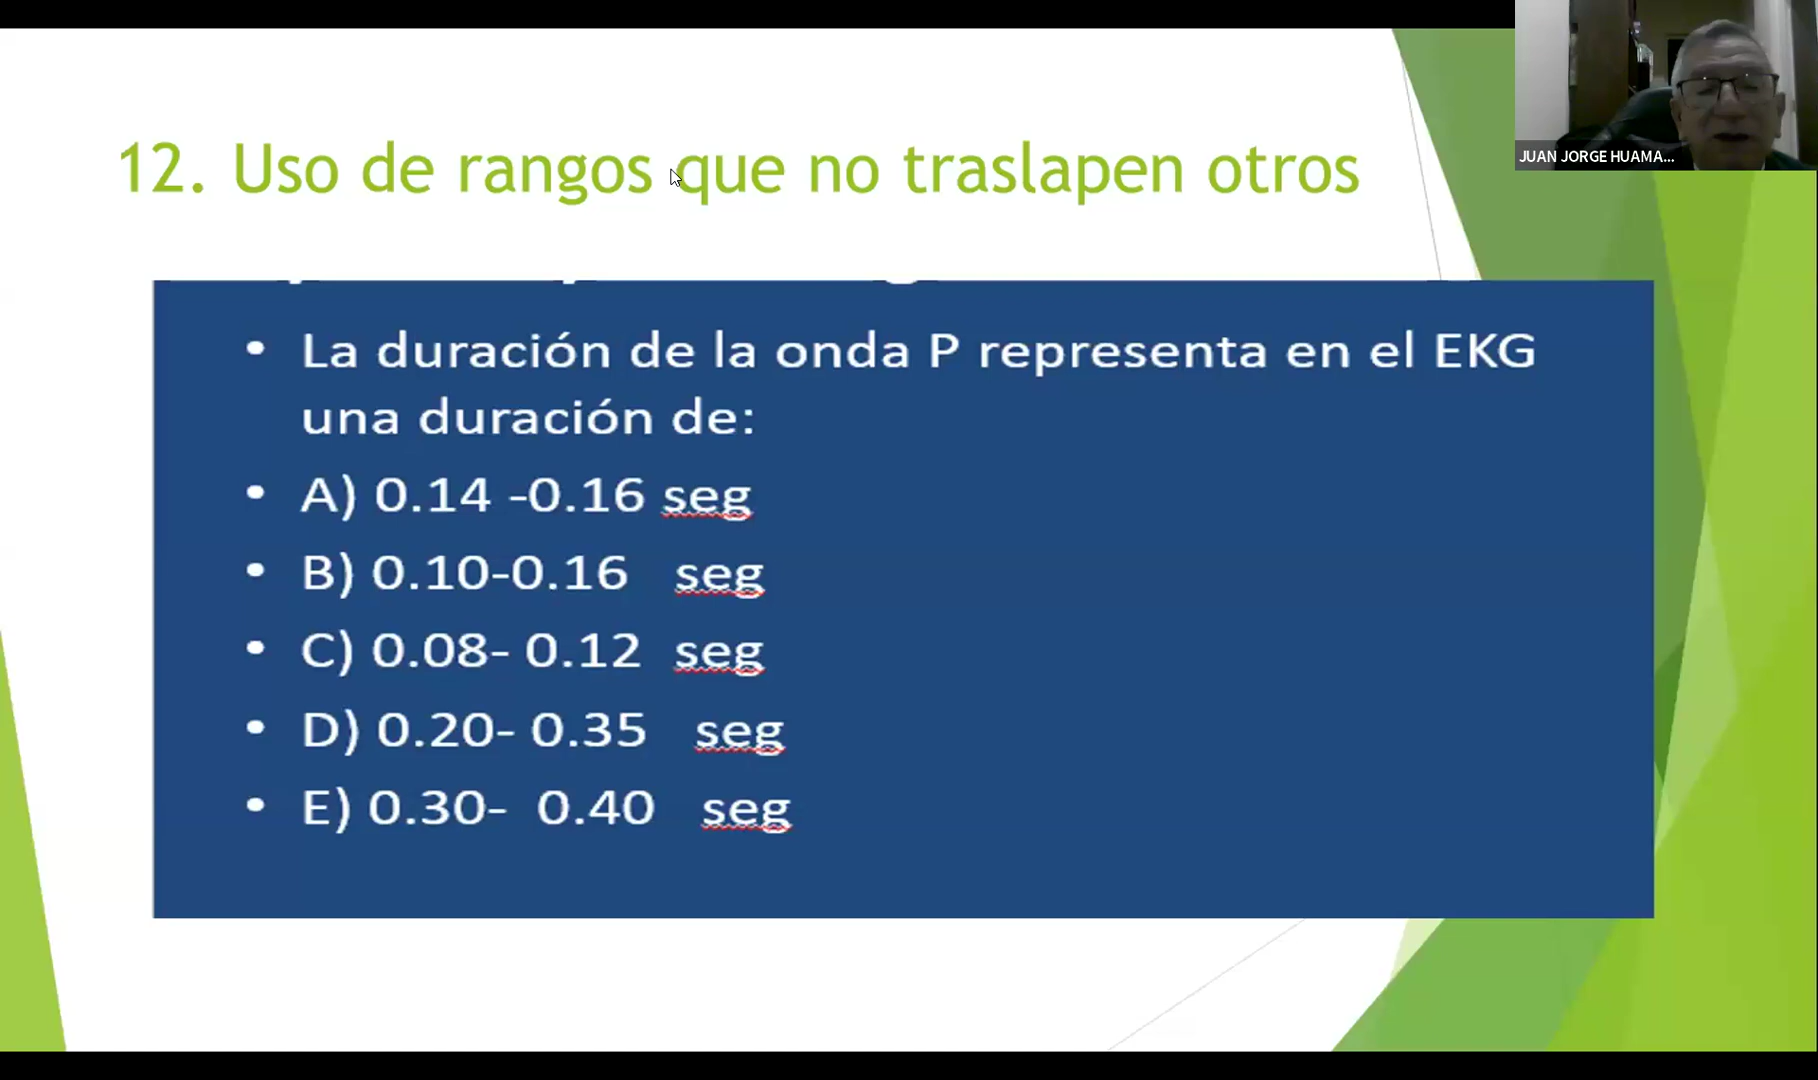 12. Uso de rangos que no traslapen otros
JUAN JORGE HUAMA...
• La duración de la onda P representa en el EKG
una duración de:
• A) 0.14 -0.16 seg
• B) 0.10-0.16 seg
• C) 0.08- 0.12 seg
• D) 0.20- 0.35 seg
• E) 0.30- 0.40 seg